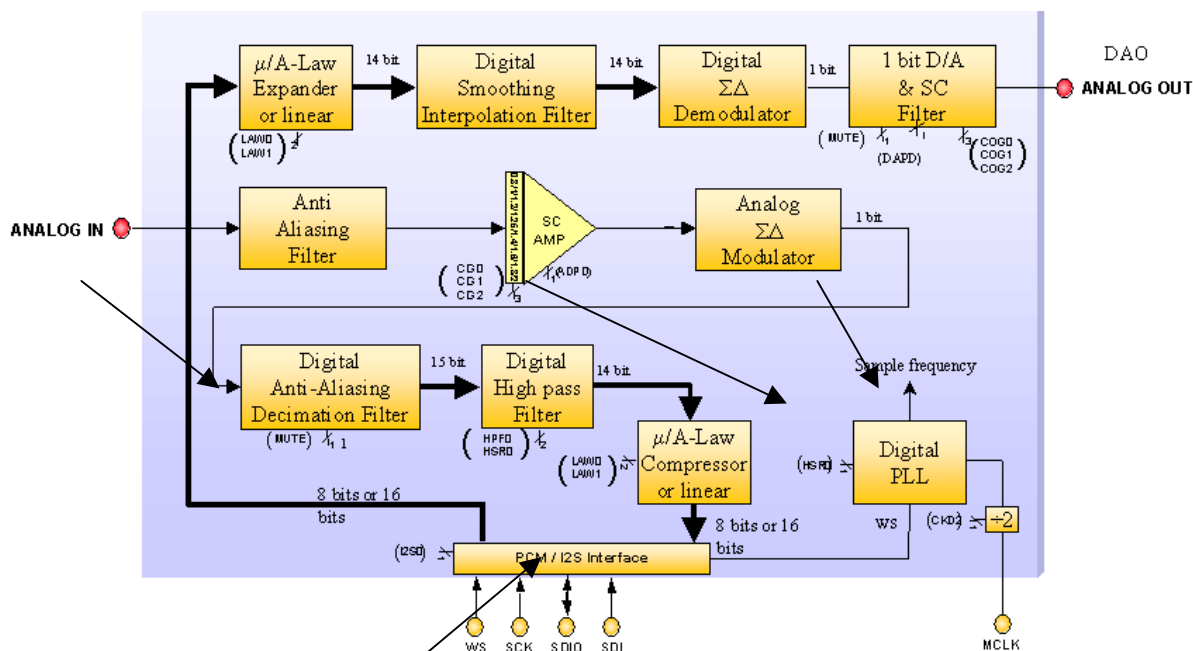 μ/A-Law
Expander
or linear
14 bit
Digital
Smoothing
Interpolation Filter
14 bit
Digital
ΣΔ
Demodulator
1 bit
1 bit D/A
& SC
Filter
DAO
ANALOG OUT
(LAW0
LAW1) 2
(MUTE) 1
1
(DAPD)
3 (COG0
COG1
COG2)
ANALOG IN
Anti
Aliasing
Filter
SC
AMP
1 (ADPD)
(CG0
CG1
CG2) 3
Analog
ΣΔ
Modulator
1 bit
Digital
Anti-Aliasing
Decimation Filter
(MUTE) 1 1
15 bit
Digital
High pass
Filter
(HPF0
HSR0) 2
14 bit
(LAW0
LAW1) 2
μ/A-Law
Compressor
or linear
Sample frequency
(HSR0) 1
Digital
PLL
WS
(CKD2) 1
÷2
8 bits or 16
bits
8 bits or 16
bits
(I2S0) 1
PCM / I2S Interface
WS
SCK
SDIO
SDI
MCLK